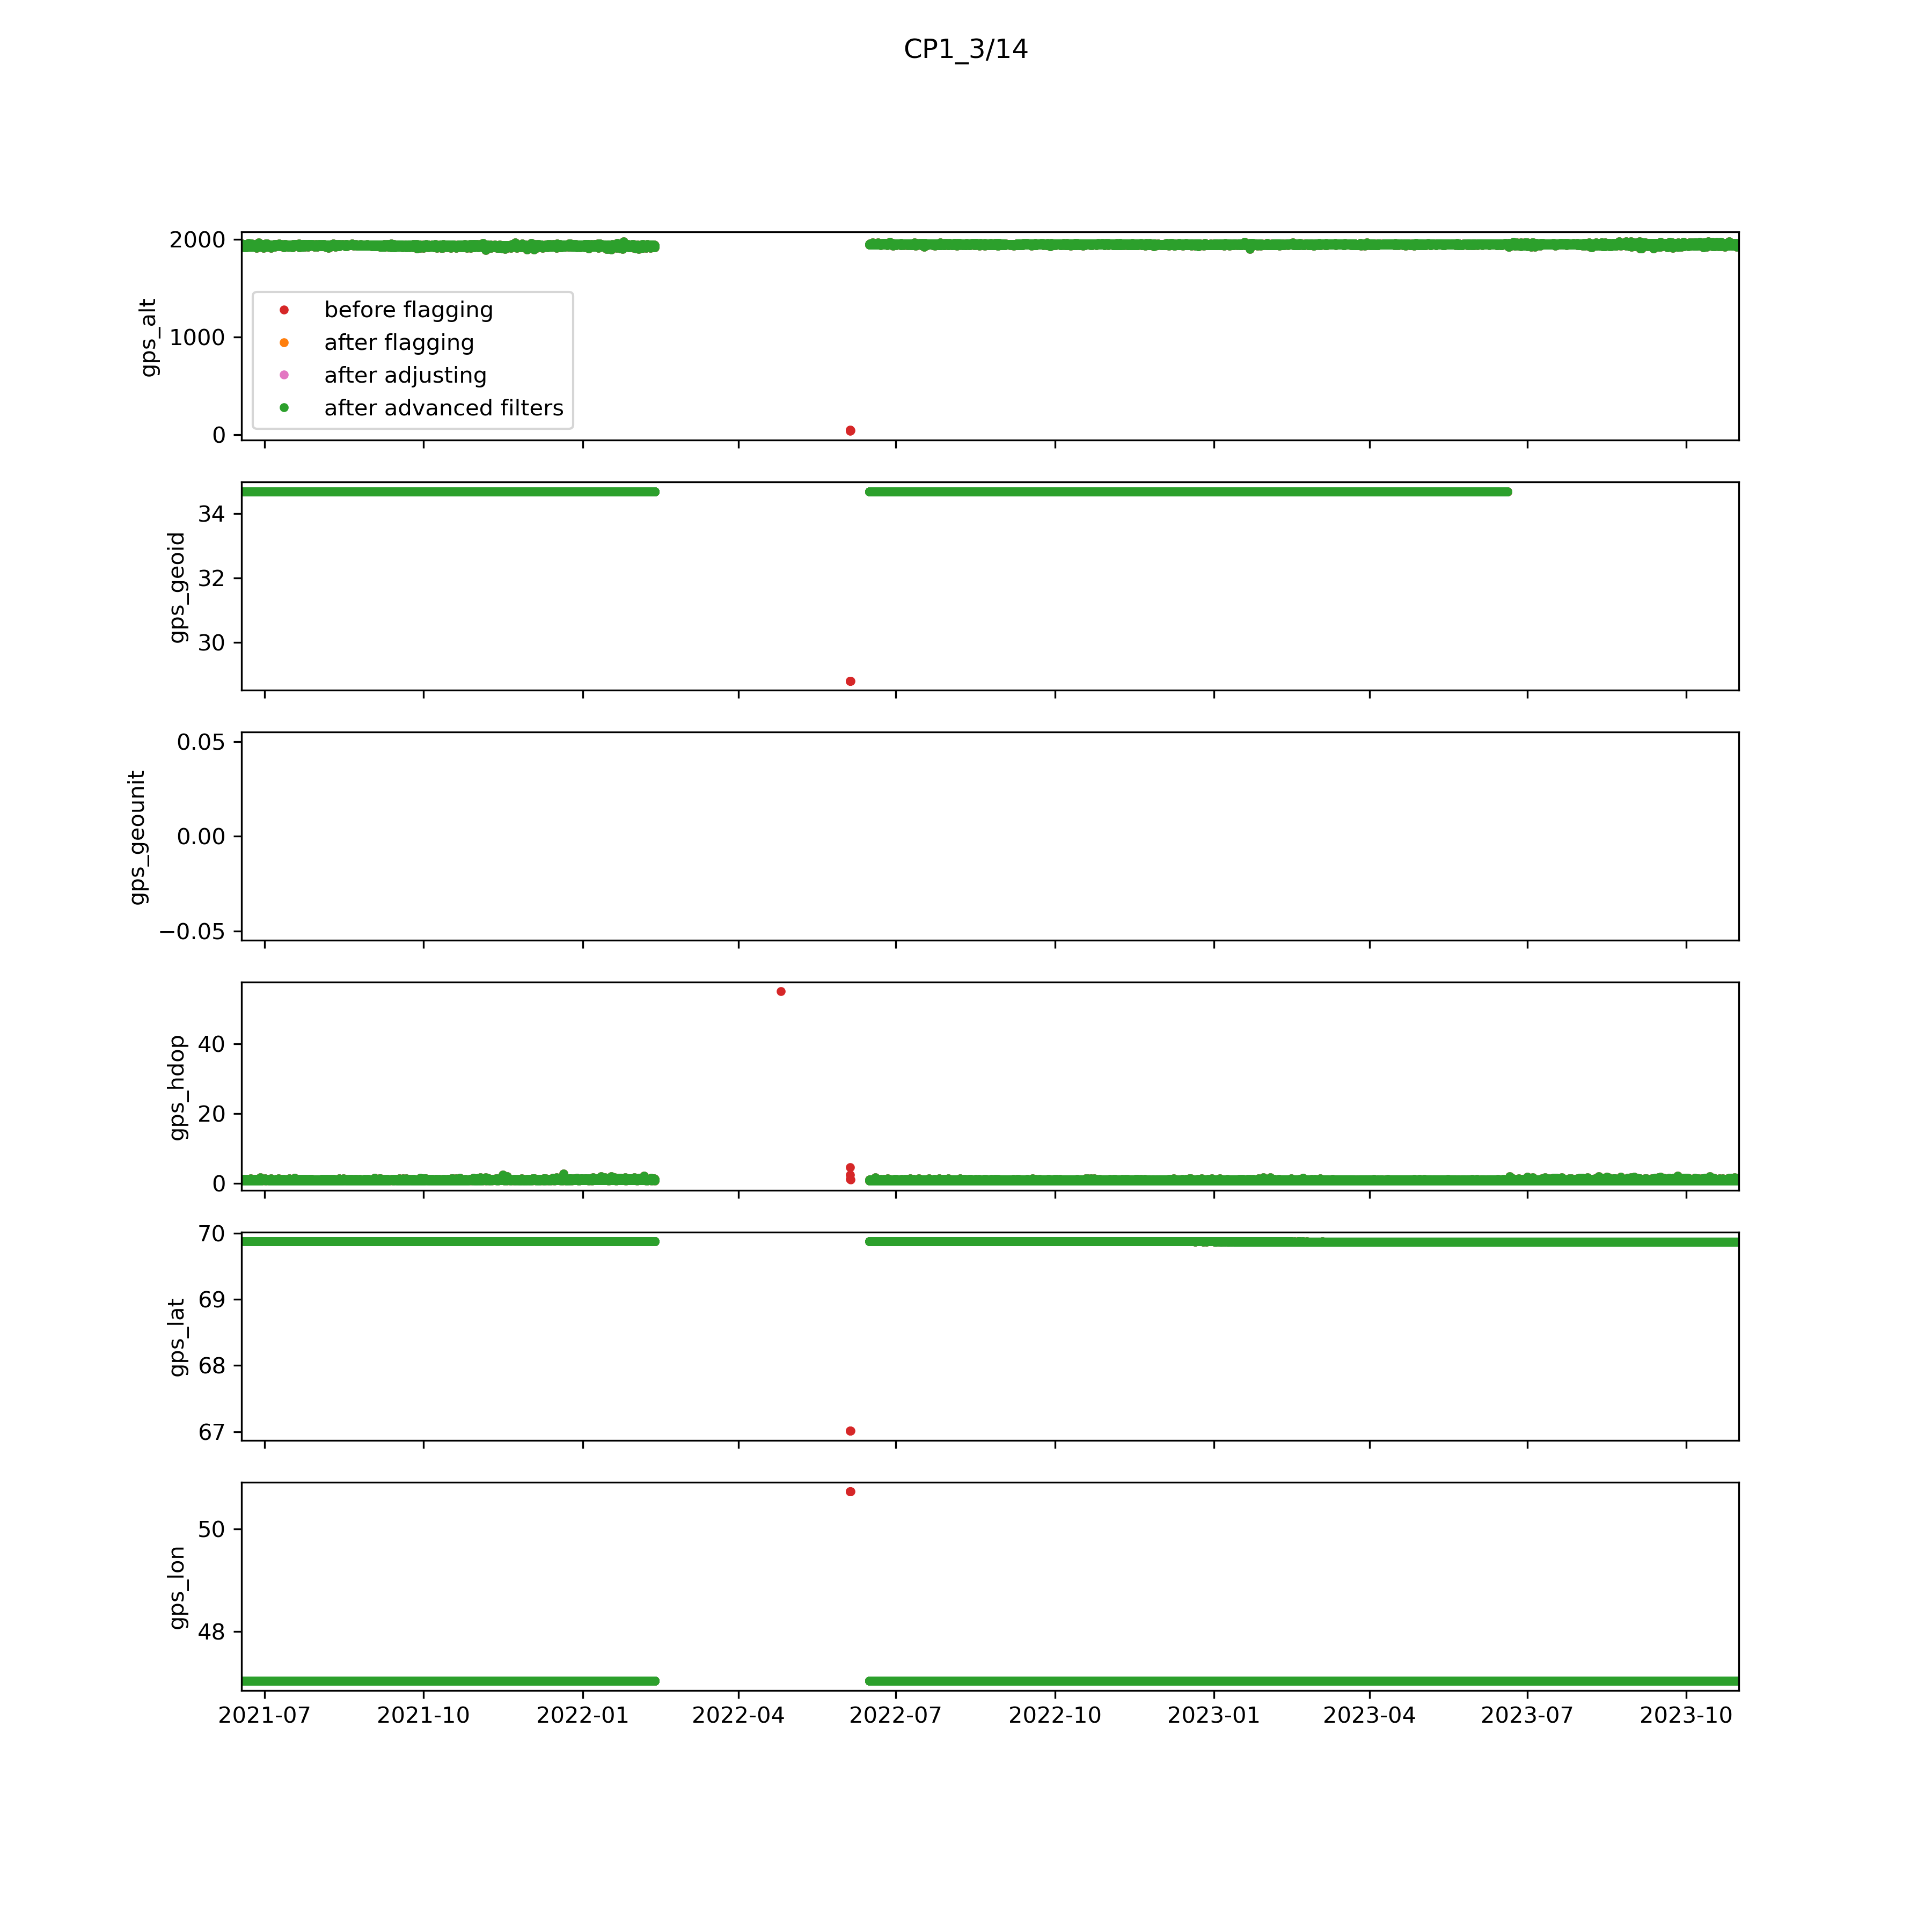 CP1_3/14
2000
1000
0
gps_alt
before flagging
after flagging
after adjusting
after advanced filters
34
32
30
gps_geoid
0.05
0.00
−0.05
gps_geounit
40
20
0
gps_hdop
70
69
68
67
gps_lat
50
48
gps_lon
2021-07 2021-10 2022-01 2022-04 2022-07 2022-10 2023-01 2023-04 2023-07 2023-10